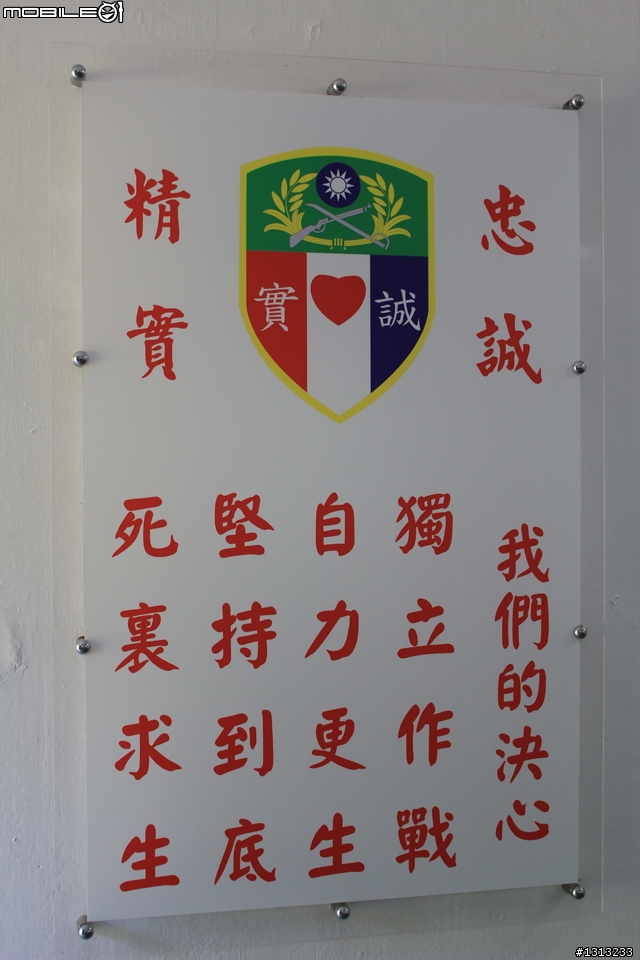 MOBILE01
忠誠
精實
實 誠
我們的決心
獨立作戰
自力更生
堅持到底
死裏求生
#1313233